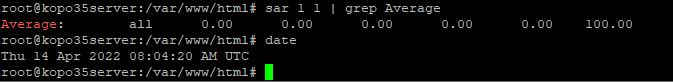 root@kopo35server:/var/www/html# sar 1 1 | grep Average
Average:        all      0.00      0.00      0.00      0.00      0.00    100.00
root@kopo35server:/var/www/html# date
Thu 14 Apr 2022 08:04:20 AM UTC
root@kopo35server:/var/www/html#